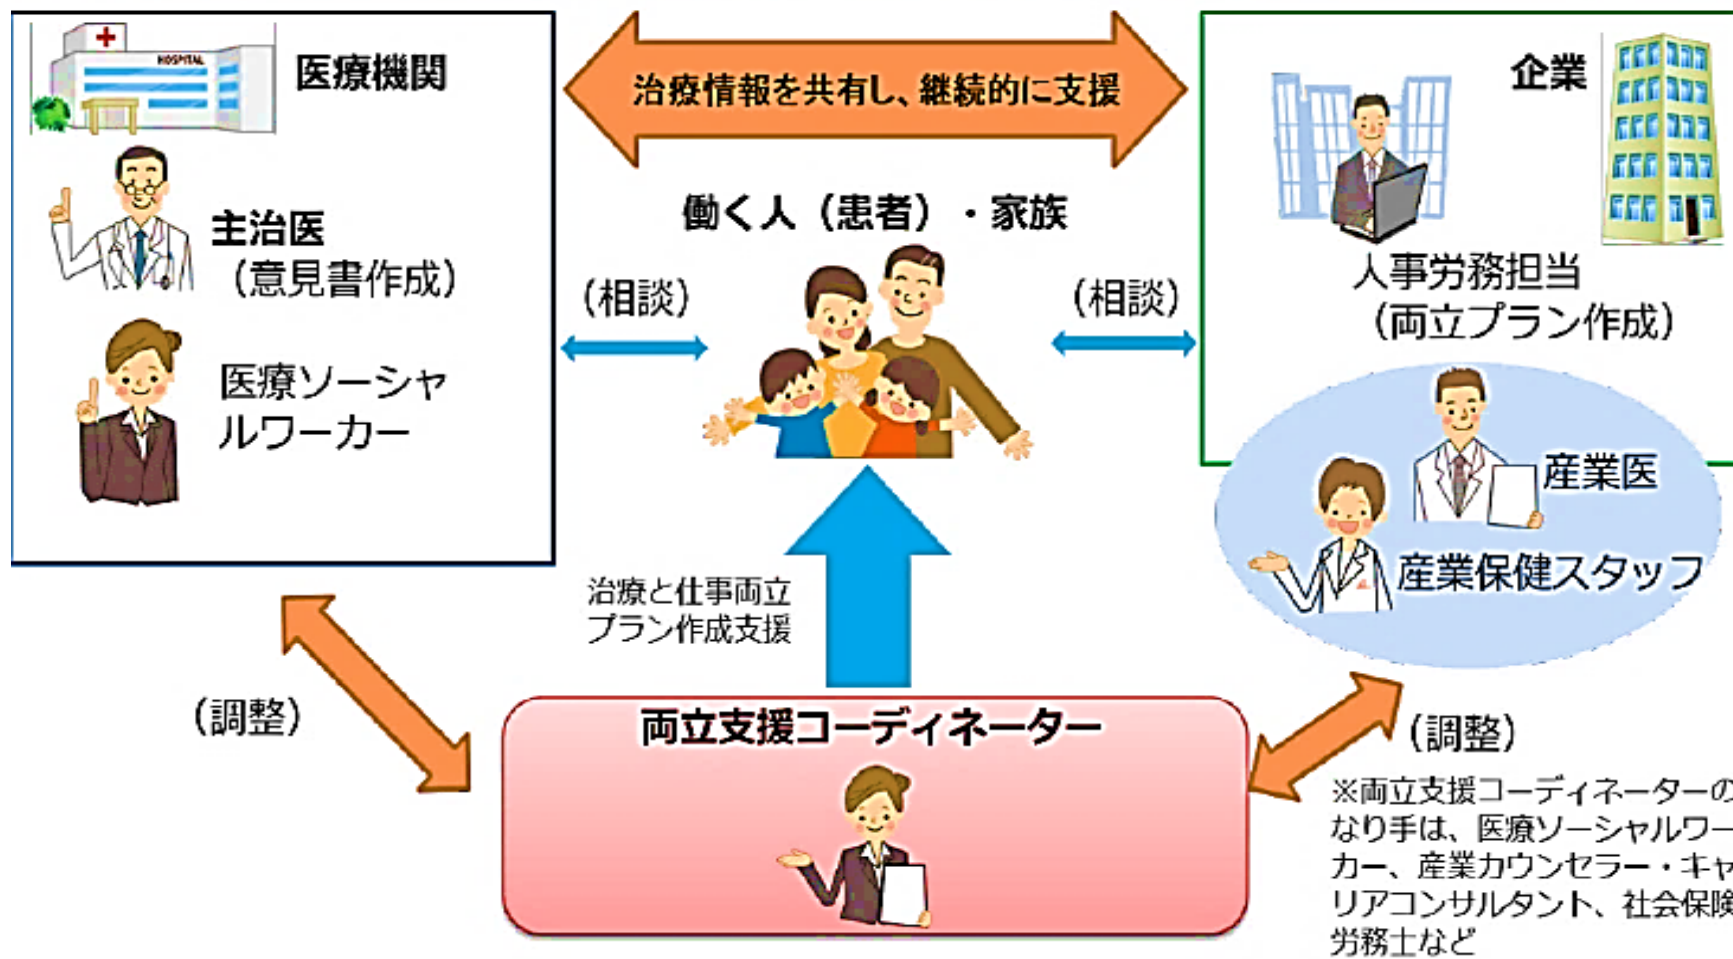 HOSPITAL
医療機関
治療情報を共有し、継続的に支援
企業
主治医
（意見書作成）
働く人（患者）・家族
（相談）
（相談）
人事労務担当
（両立プラン作成）
医療ソーシャ
ルワーカー
産業医
産業保健スタッフ
治療と仕事両立
プラン作成支援
（調整）
両立支援コーディネーター
（調整）
※両立支援コーディネーターの
なり手は、医療ソーシャルワー
カー、産業カウンセラー・キャ
リアコンサルタント、社会保険
労務士など